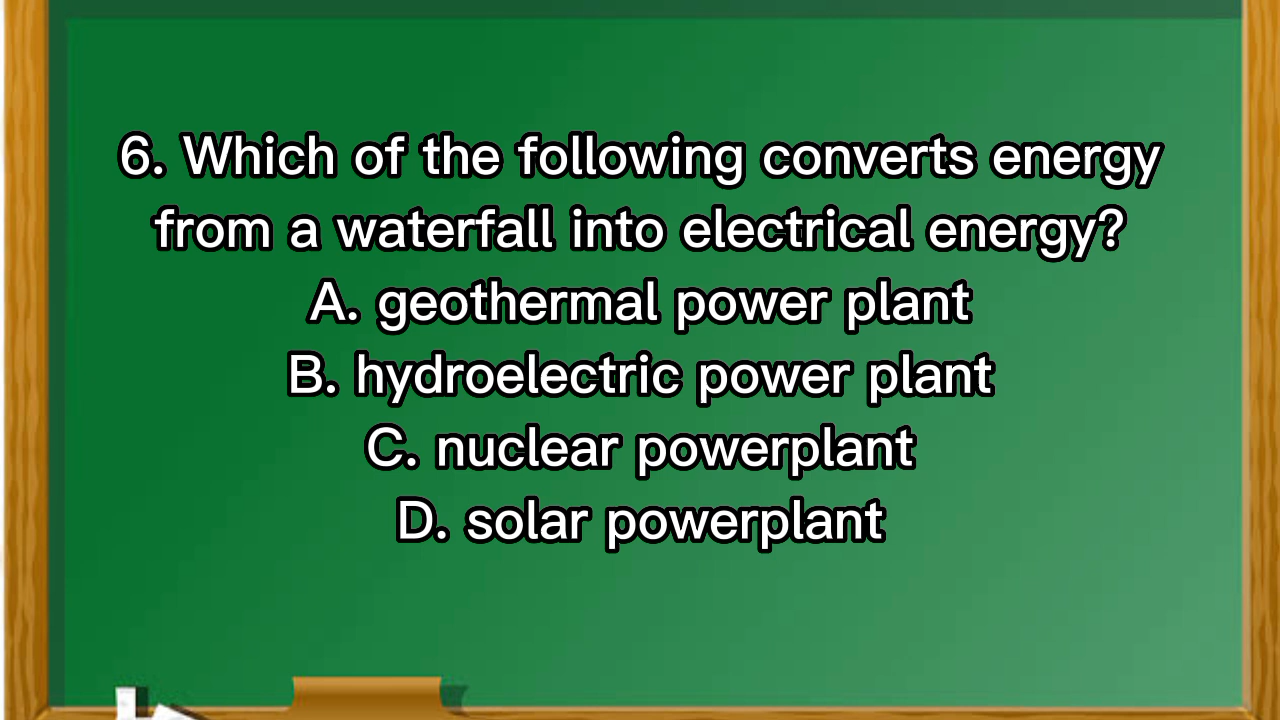 6. Which of the following converts energy
from a waterfall into electrical energy?
A. geothermal power plant
B. hydroelectric power plant
C. nuclear powerplant
D. solar powerplant